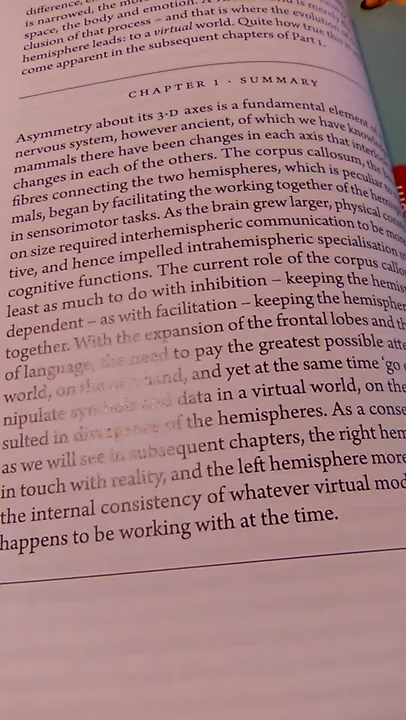 difference,
is narrowed, the
space, the body and emotion.
clusion of that process – and that is where the evolution
hemisphere leads: to a virtual world. Quite how true this
come apparent in the subsequent chapters of Part 1.
CHAPTER 1 · SUMMARY
Asymmetry about its 3-D axes is a fundamental element
nervous system, however ancient, of which we have
mammals there have been changes in each axis that
changes in each of the others. The corpus callosum, the
fibres connecting the two hemispheres, which is peculiar to
mals, began by facilitating the working together of the
in sensorimotor tasks. As the brain grew larger, physical
on size required interhemispheric communication to be
tive, and hence impelled intrahemispheric specialisation
cognitive functions. The current role of the corpus callo
least as much to do with inhibition – keeping the hemis
dependent – as with facilitation – keeping the hemispher
together. With the expansion of the frontal lobes and th
of language, the need to pay the greatest possible atte
world, on the one hand, and yet at the same time ‘go
nipulate symbols and data in a virtual world, on the
sulted in divergence of the hemispheres. As a conse
as we will see in subsequent chapters, the right hem
in touch with reality, and the left hemisphere more
the internal consistency of whatever virtual mod
happens to be working with at the time.